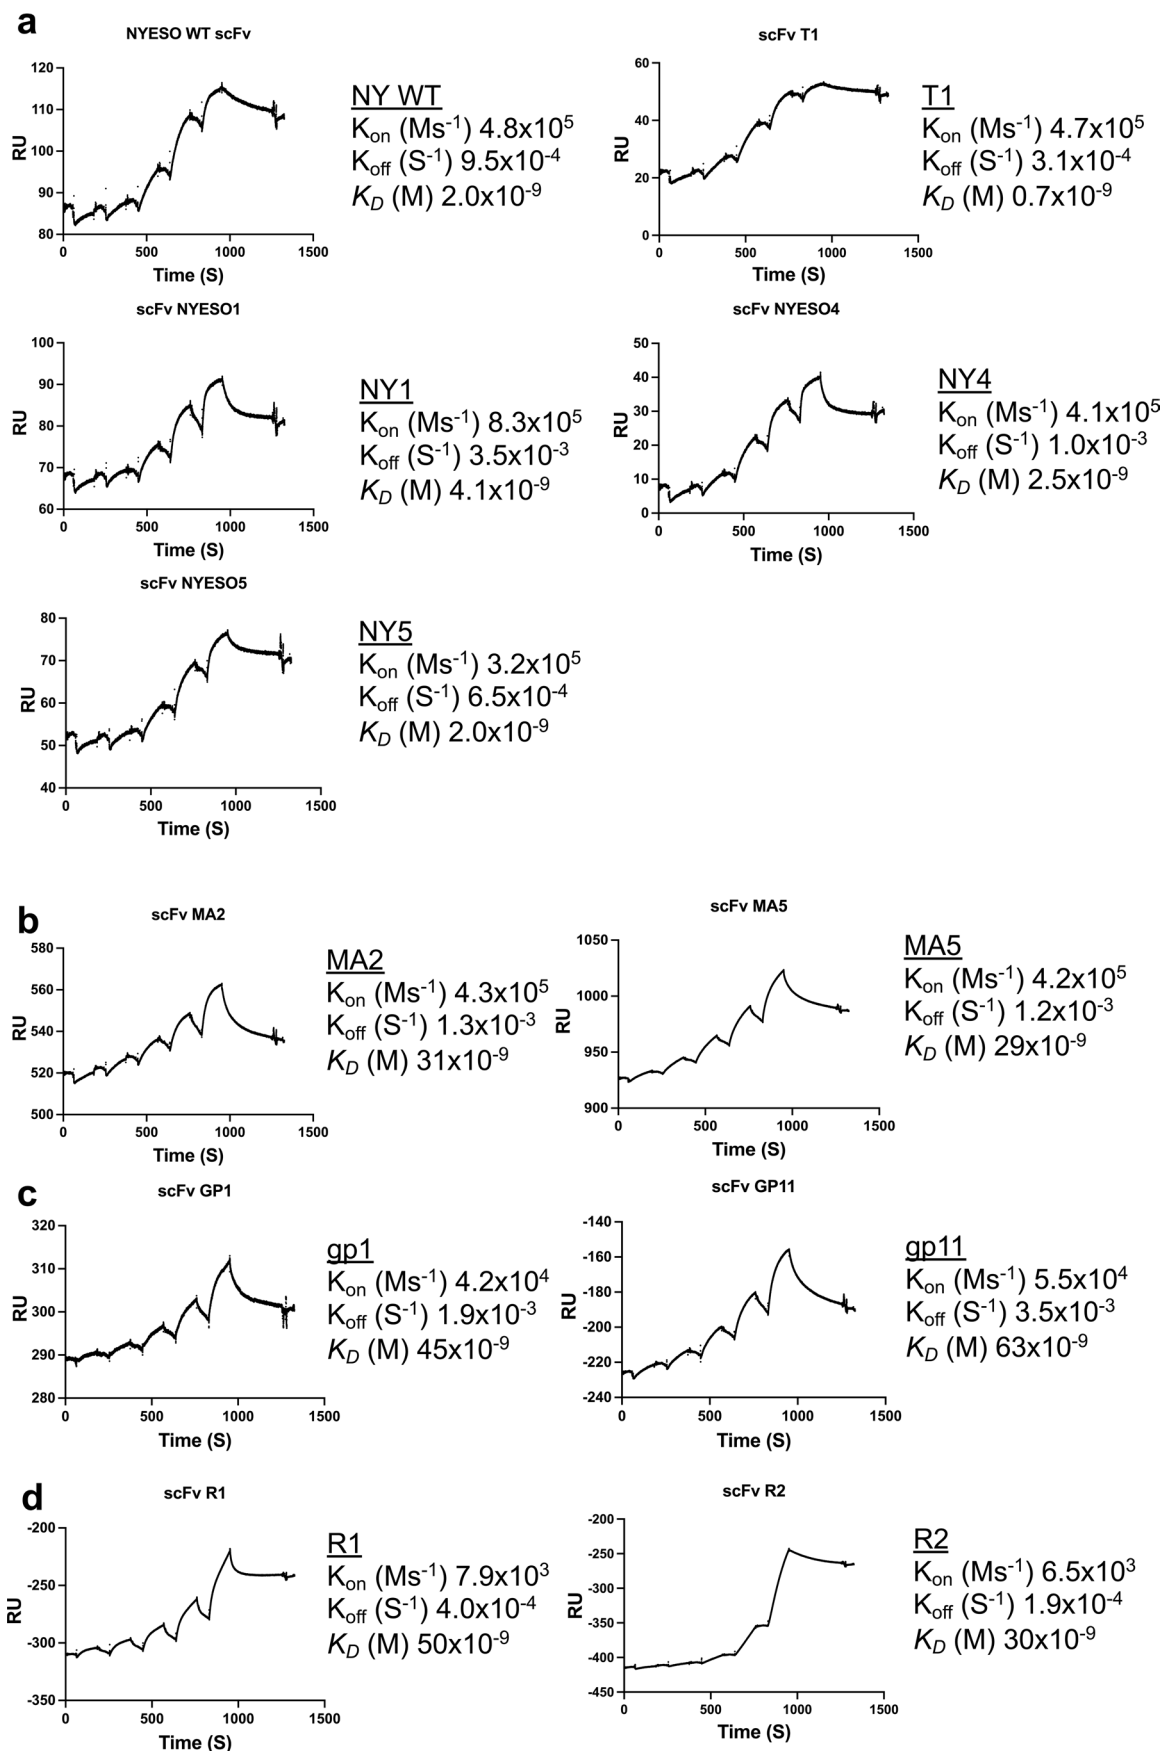 a
NYESO WT scFv
120
110
100
90
80
RU
0
500
1000
1500
Time (S)
NY WT
Kon (Ms-1) 4.8x10⁵
Koff (S-1) 9.5x10-4
KD (M) 2.0x10-9
scFv T1
60
40
20
0
RU
0
500
1000
1500
Time (S)
T1
Kon (Ms-1) 4.7x10⁵
Koff (S-1) 3.1x10-4
KD (M) 0.7x10-9
scFv NYESO1
100
90
80
70
60
RU
0
500
1000
1500
Time (S)
NY1
Kon (Ms-1) 8.3x10⁵
Koff (S-1) 3.5x10-3
KD (M) 4.1x10-9
scFv NYESO4
50
40
30
20
10
0
RU
0
500
1000
1500
Time (S)
NY4
Kon (Ms-1) 4.1x10⁵
Koff (S-1) 1.0x10-3
KD (M) 2.5x10-9
scFv NYESO5
80
70
60
50
40
RU
0
500
1000
1500
Time (S)
NY5
Kon (Ms-1) 3.2x10⁵
Koff (S-1) 6.5x10-4
KD (M) 2.0x10-9
b
scFv MA2
580
560
540
520
500
RU
0
500
1000
1500
Time (S)
MA2
Kon (Ms-1) 4.3x10⁵
Koff (S-1) 1.3x10-3
KD (M) 31x10-9
scFv MA5
1050
1000
950
900
RU
0
500
1000
1500
Time (S)
MA5
Kon (Ms-1) 4.2x10⁵
Koff (S-1) 1.2x10-3
KD (M) 29x10-9
c
scFv GP1
320
310
300
290
280
RU
0
500
1000
1500
Time (S)
gp1
Kon (Ms-1) 4.2x10⁴
Koff (S-1) 1.9x10-3
KD (M) 45x10-9
scFv GP11
-140
-160
-180
-200
-220
-240
RU
0
500
1000
1500
Time (S)
gp11
Kon (Ms-1) 5.5x10⁴
Koff (S-1) 3.5x10-3
KD (M) 63x10-9
d
scFv R1
-200
-250
-300
-350
RU
0
500
1000
1500
Time (S)
R1
Kon (Ms-1) 7.9x10³
Koff (S-1) 4.0x10-4
KD (M) 50x10-9
scFv R2
-200
-250
-300
-350
-400
-450
RU
0
500
1000
1500
Time (S)
R2
Kon (Ms-1) 6.5x10³
Koff (S-1) 1.9x10-4
KD (M) 30x10-9